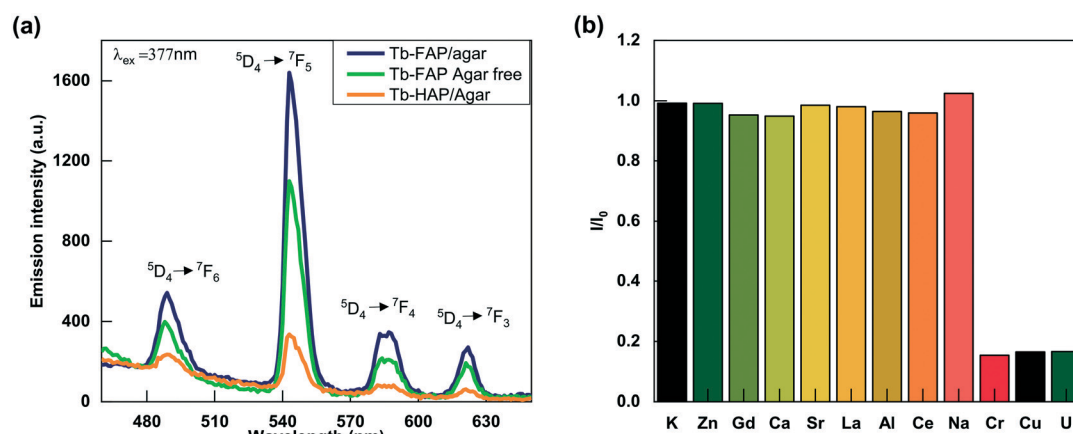 (a)
λex =377nm
⁵D₄→⁷F₅
Tb-FAP/agar
Tb-FAP Agar free
Tb-HAP/Agar
⁵D₄→⁷F₆
⁵D₄→⁷F₄
⁵D₄→⁷F₃
Emission intensity (a.u.)
1600
1200
800
400
0
480 510 540 570 600 630
Wavelength (nm)
(b)
I/I₀
1.2
1.0
0.8
0.6
0.4
0.2
0.0
K Zn Gd Ca Sr La Al Ce Na Cr Cu U